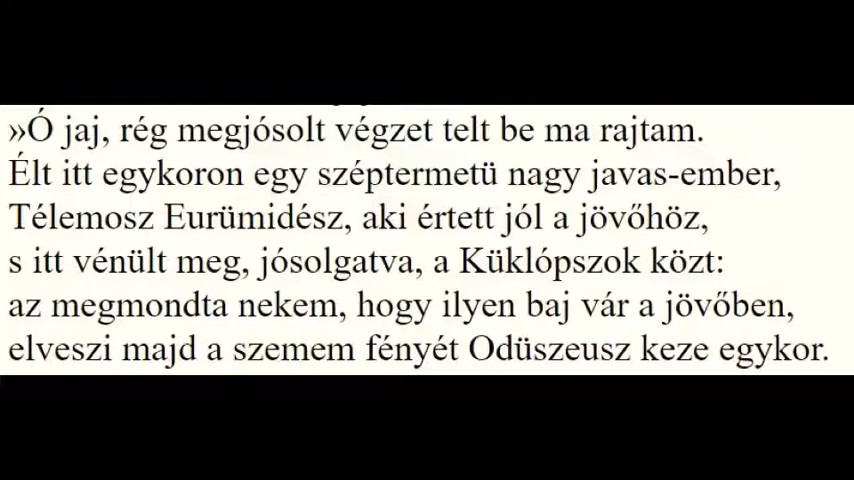 »Ó jaj, rég megjósolt végzet telt be ma rajtam.
Élt itt egykoron egy széptermetü nagy javas-ember,
Télemosz Eurümidész, aki értett jól a jövőhöz,
s itt vénült meg, jósolgatva, a Küklópszok közt:
az megmondta nekem, hogy ilyen baj vár a jövőben,
elveszi majd a szemem fényét Odüszeusz keze egykor.